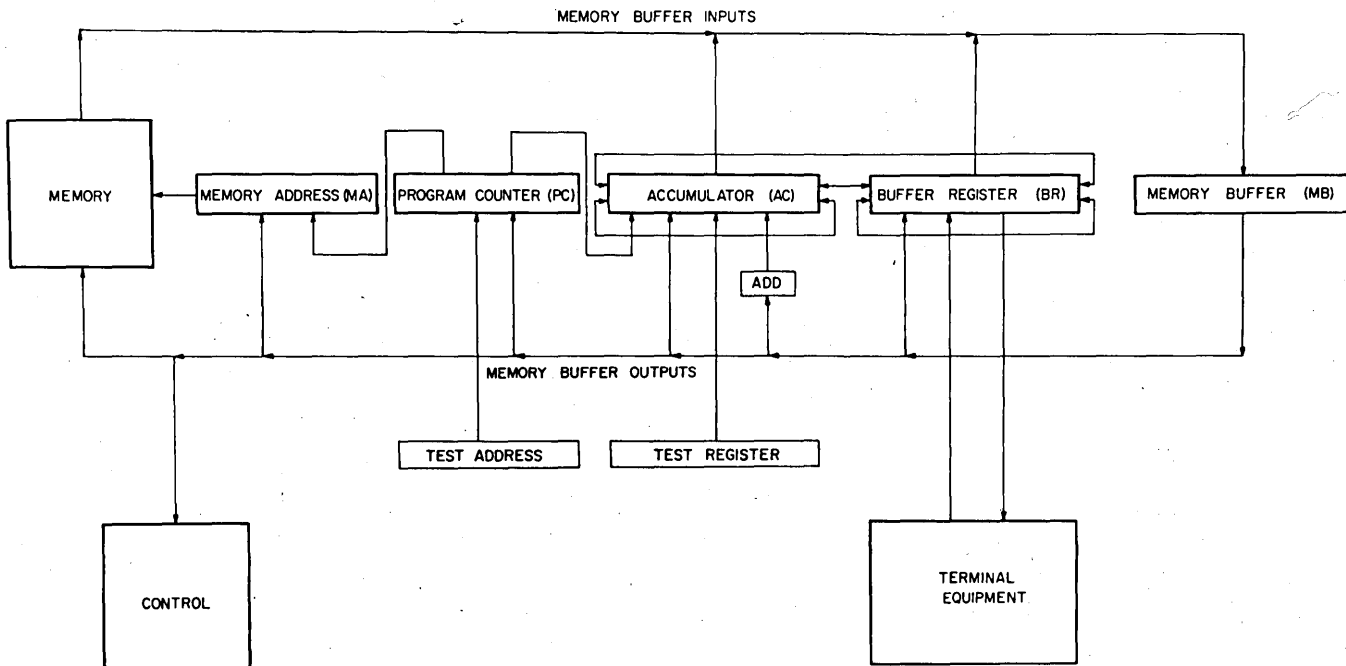 MEMORY BUFFER INPUTS
MEMORY
MEMORY ADDRESS (MA)
PROGRAM COUNTER (PC)
ACCUMULATOR (AC)
BUFFER REGISTER (BR)
MEMORY BUFFER (MB)
ADD
MEMORY BUFFER OUTPUTS
TEST ADDRESS
TEST REGISTER
CONTROL
TERMINAL
EQUIPMENT